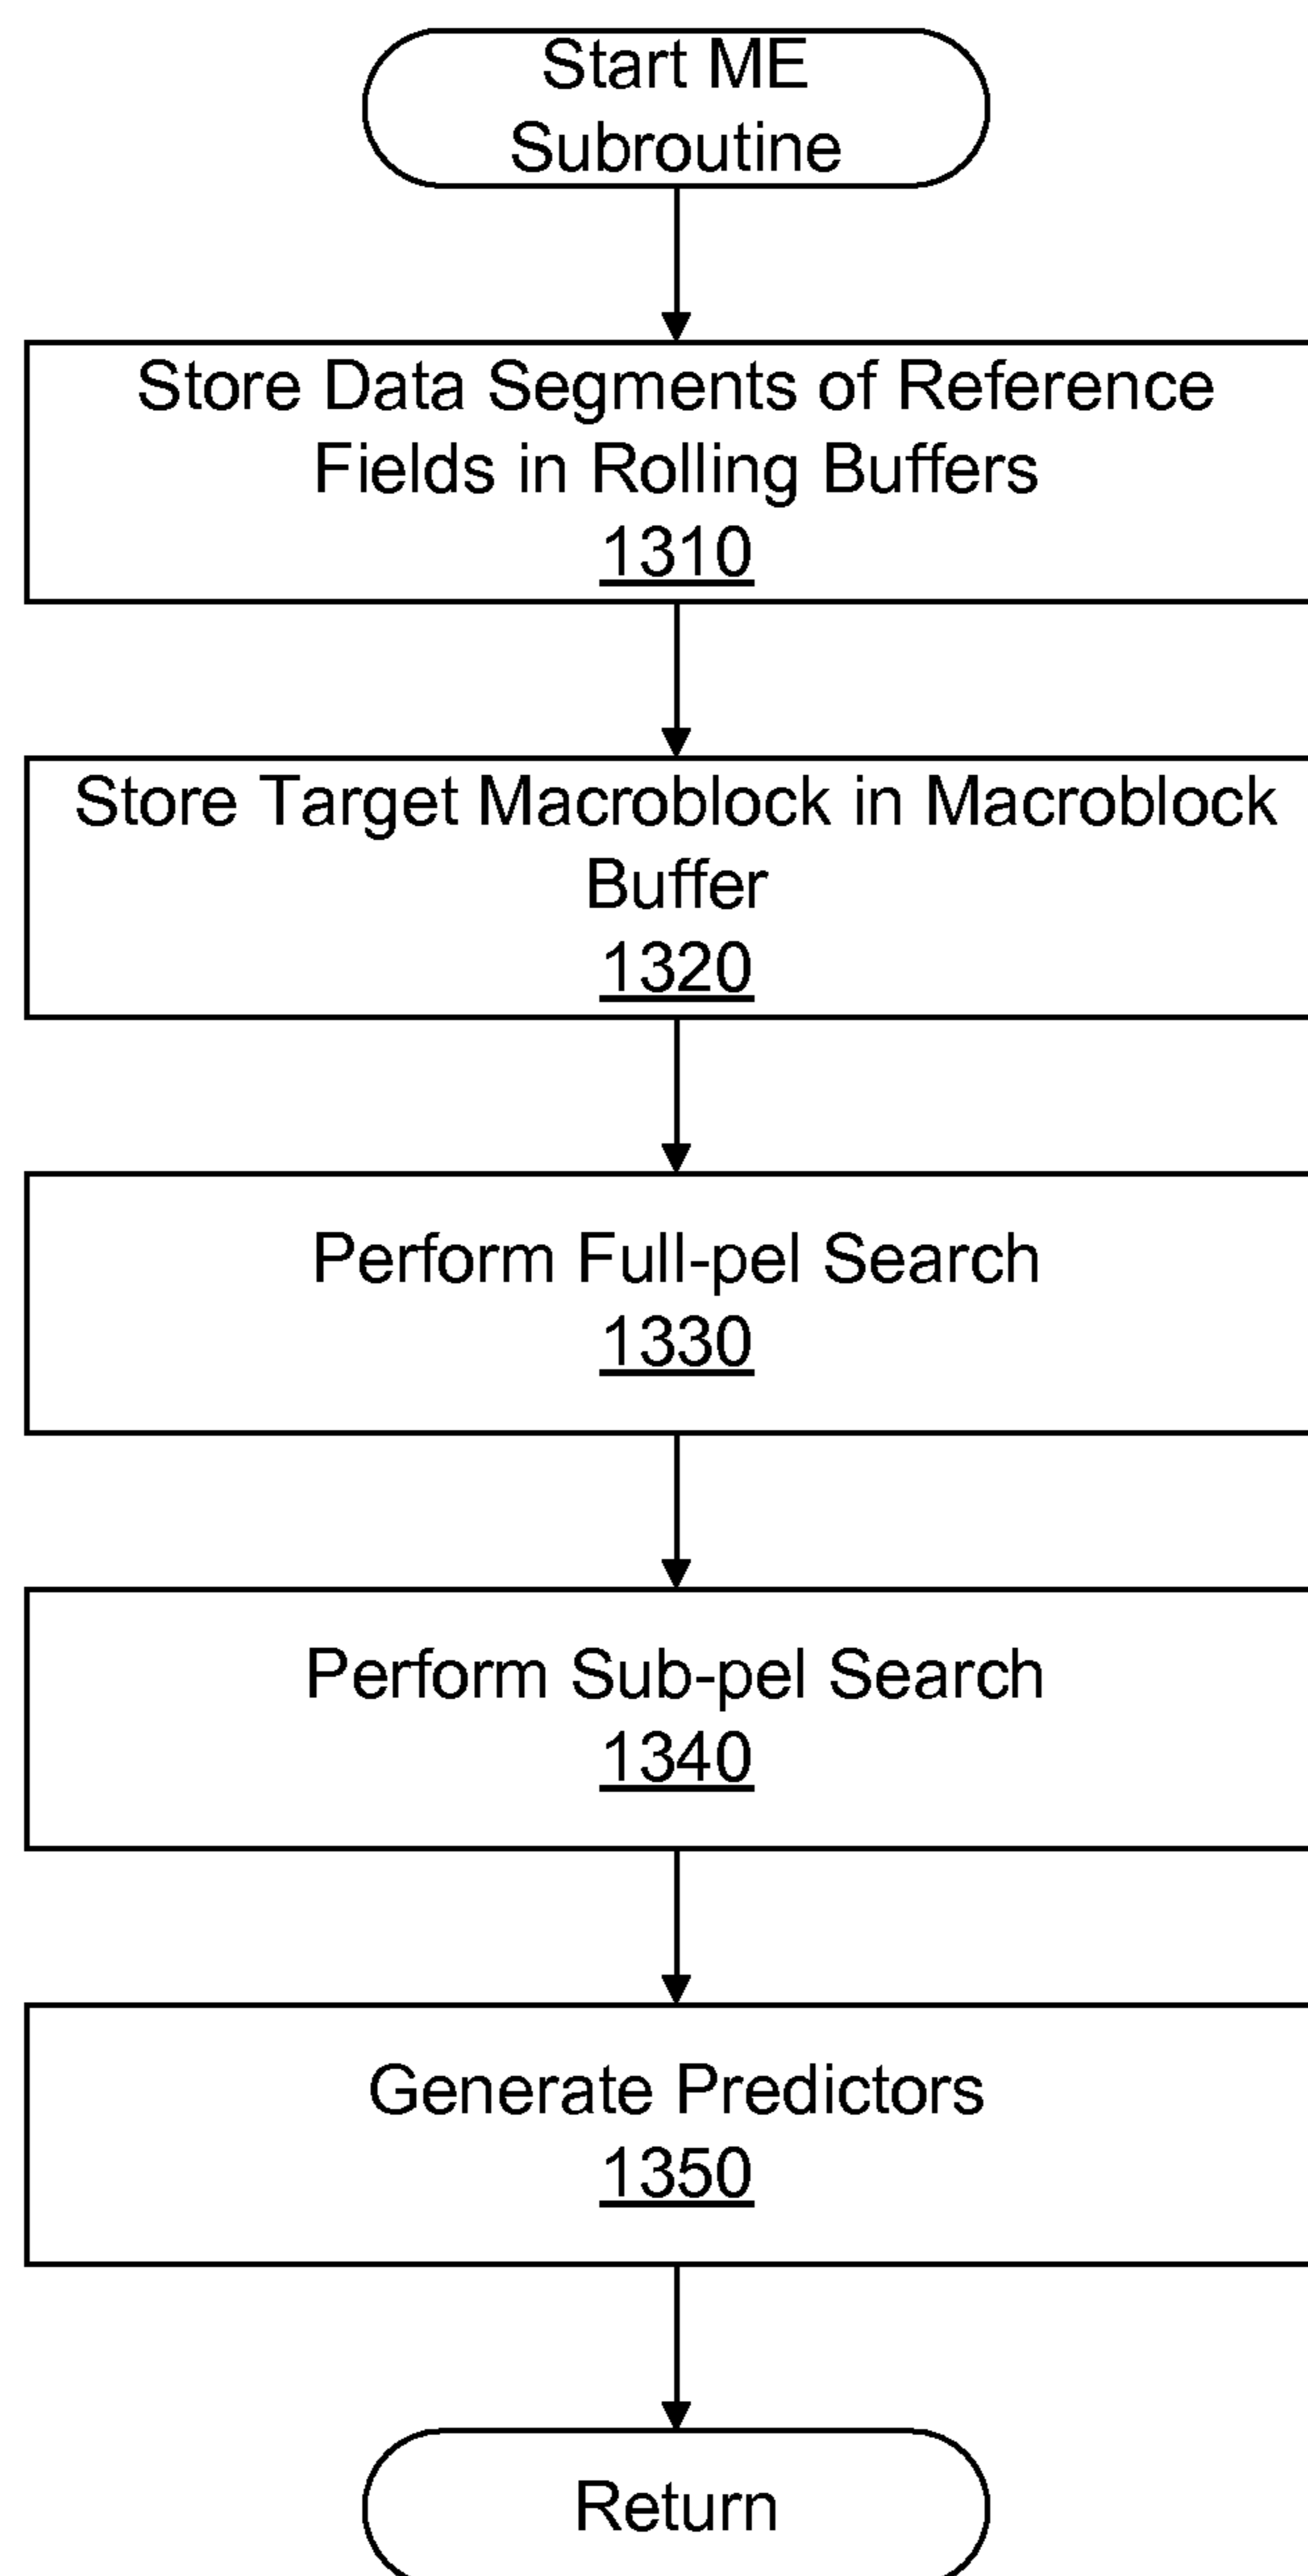 Start ME
Subroutine
Store Data Segments of Reference
Fields in Rolling Buffers
1310
Store Target Macroblock in Macroblock
Buffer
1320
Perform Full-pel Search
1330
Perform Sub-pel Search
1340
Generate Predictors
1350
Return